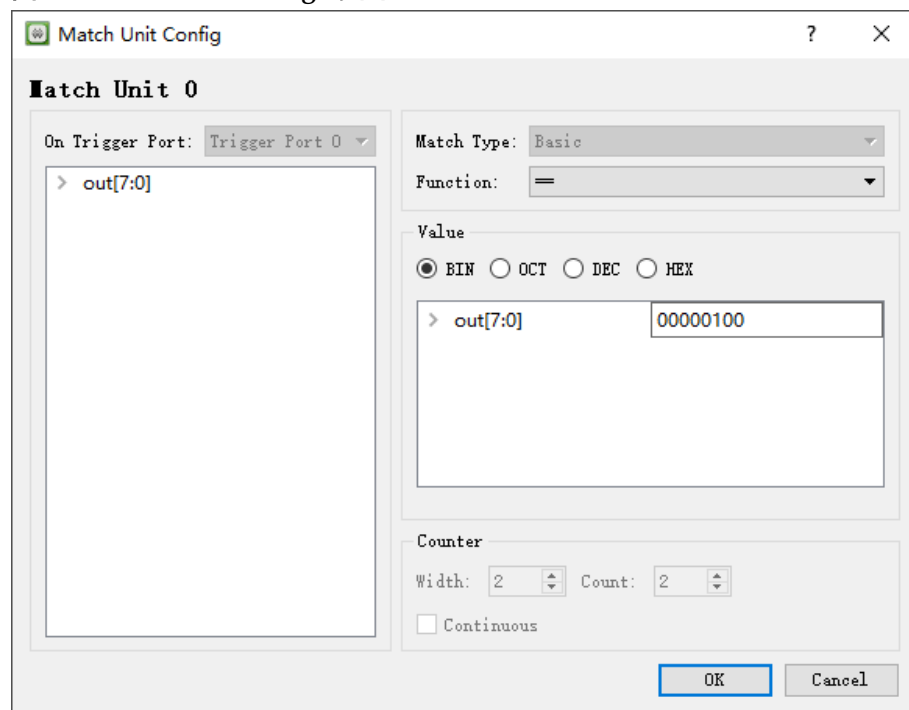 Match Unit Config
?
Match Unit 0
On Trigger Port: Trigger Port 0
out[7:0]
Match Type: Basic
Function: ==
Value
BIN OCT DEC HEX
out[7:0] 00000100
Counter
Width: 2 Count: 2
Continuous
OK Cancel